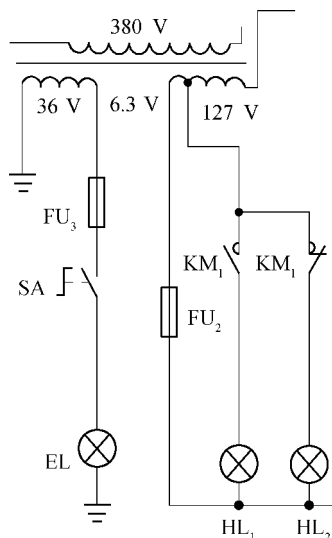 380 V
36 V 6.3 V 127 V
FU₃
KM₁ KM₁
SA
FU₂
EL
HL₁ HL₂